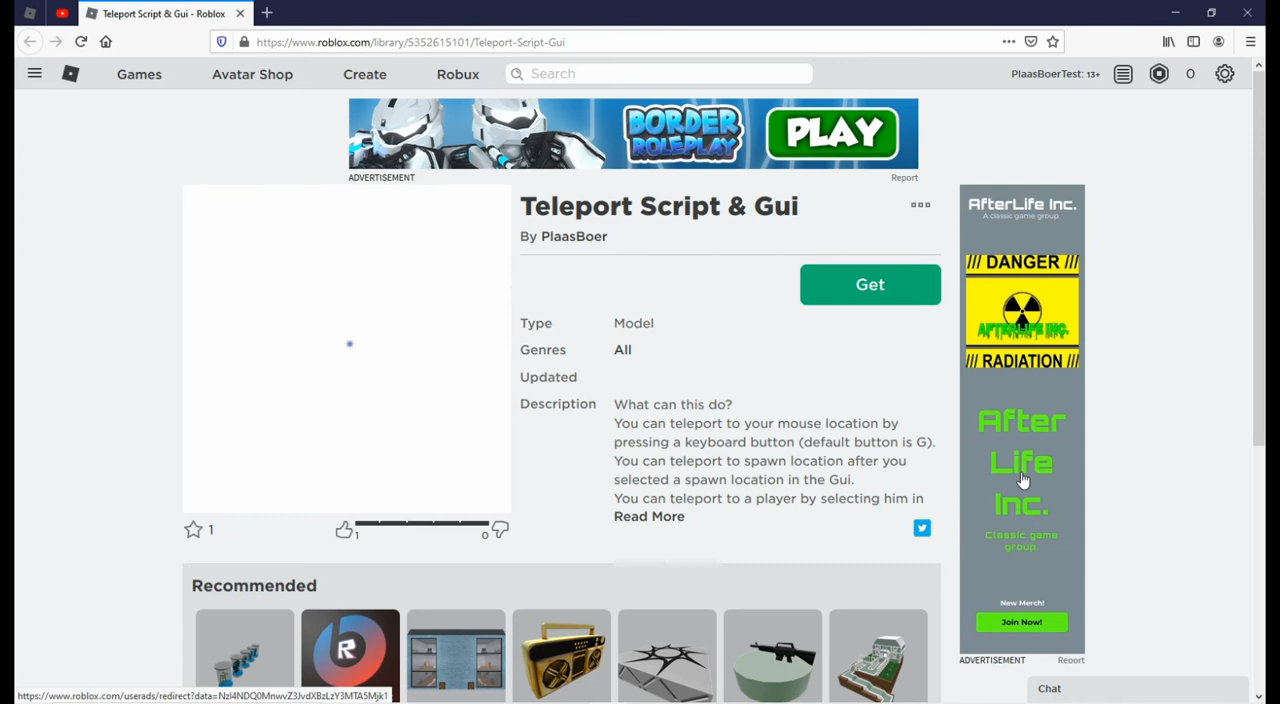 Teleport Script & Gui - Roblox
https://www.roblox.com/library/5352615101/Teleport-Script-Gui
Games
Avatar Shop
Create
Robux
Search
PlaasBoerTest: 13+
0
BORDER
ROLEPLAY
PLAY
ADVERTISEMENT
Report
Teleport Script & Gui
By PlaasBoer
Get
Type
Model
Genres
All
Updated
Description
What can this do?
You can teleport to your mouse location by
pressing a keyboard button (default button is G).
You can teleport to spawn location after you
selected a spawn location in the Gui.
You can teleport to a player by selecting him in
Read More
1
1
0
AfterLife Inc.
A classic game group.
/// DANGER ///
AFTERLIFE INC.
/// RADIATION ///
After
Life
Inc.
Classic game
group.
New Merch!
Join Now!
ADVERTISEMENT
Report
Recommended
R
Chat